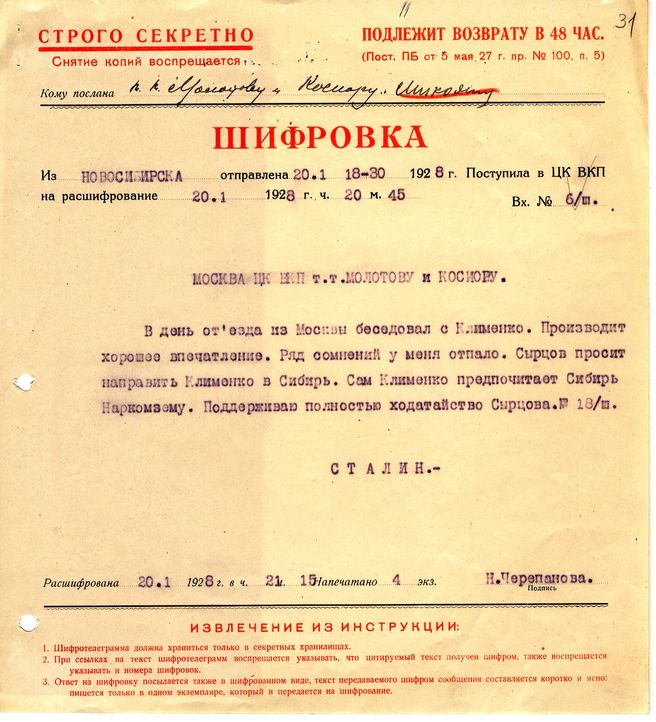 31
СТРОГО СЕКРЕТНО
Снятие копий воспрещается.
ПОДЛЕЖИТ ВОЗВРАТУ В 48 ЧАС.
(Пост. ПБ от 5 мая 27 г. пр. № 100, п. 5)
Кому послана т.т. Молотову и Косиору. Микояну
ШИФРОВКА
Из НОВОСИБИРСКА отправлена 20.1 18-30 1928 г. Поступила в ЦК ВКП
на расшифрование 20.1 1928 г. ч. 20 м. 45 Вх. № 6/ш.
МОСКВА ЦК ВКП т.т.МОЛОТОВУ и КОСИОРУ.
В день от'езда из Москвы беседовал с Клименко. Производит
хорошее впечатление. Ряд сомнений у меня отпало. Сырцов просит
направить Клименко в Сибирь. Сам Клименко предпочитает Сибирь
Наркомзему. Поддерживаю полностью ходатайство Сырцова.№ 18/ш.
СТАЛИН.-
Расшифрована 20.1 1928 г. в ч. 21 м. 15 Напечатано 4 экз. Н.Черепанова.
Подпись
ИЗВЛЕЧЕНИЕ ИЗ ИНСТРУКЦИИ:
1. Шифротелеграмма должна храниться только в секретных хранилищах.
2. При ссылках на текст шифротелеграмм воспрещается указывать, что цитируемый текст получен шифром, также воспрещается
указывать и номера шифровок.
3. Ответ на шифровку посылается также в шифрованном виде, текст передаваемого шифром сообщения составляется коротко и ясно:
пишется только в одном экземпляре, который и передается на шифрование.